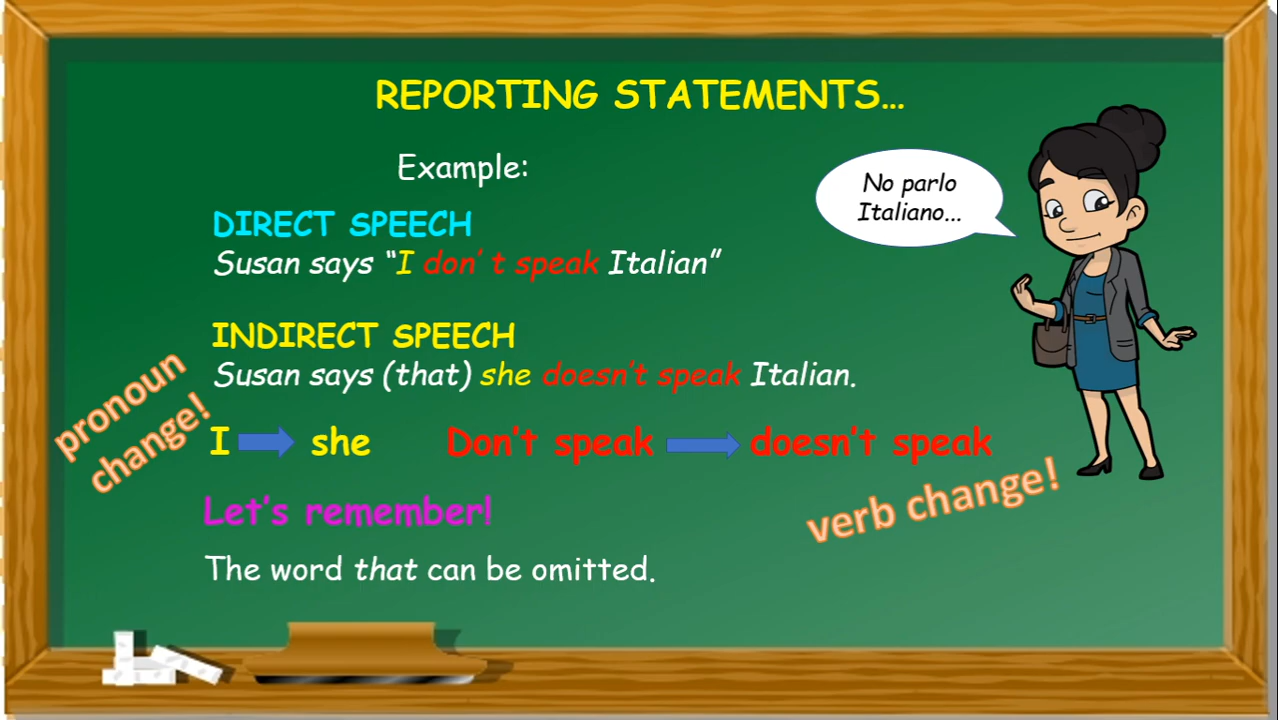 REPORTING STATEMENTS...
Example:
No parlo
Italiano...
DIRECT SPEECH
Susan says “I don’ t speak Italian”
INDIRECT SPEECH
Susan says (that) she doesn’t speak Italian.
pronoun
change!
I she Don’t speak doesn’t speak
verb change!
Let’s remember!
The word that can be omitted.